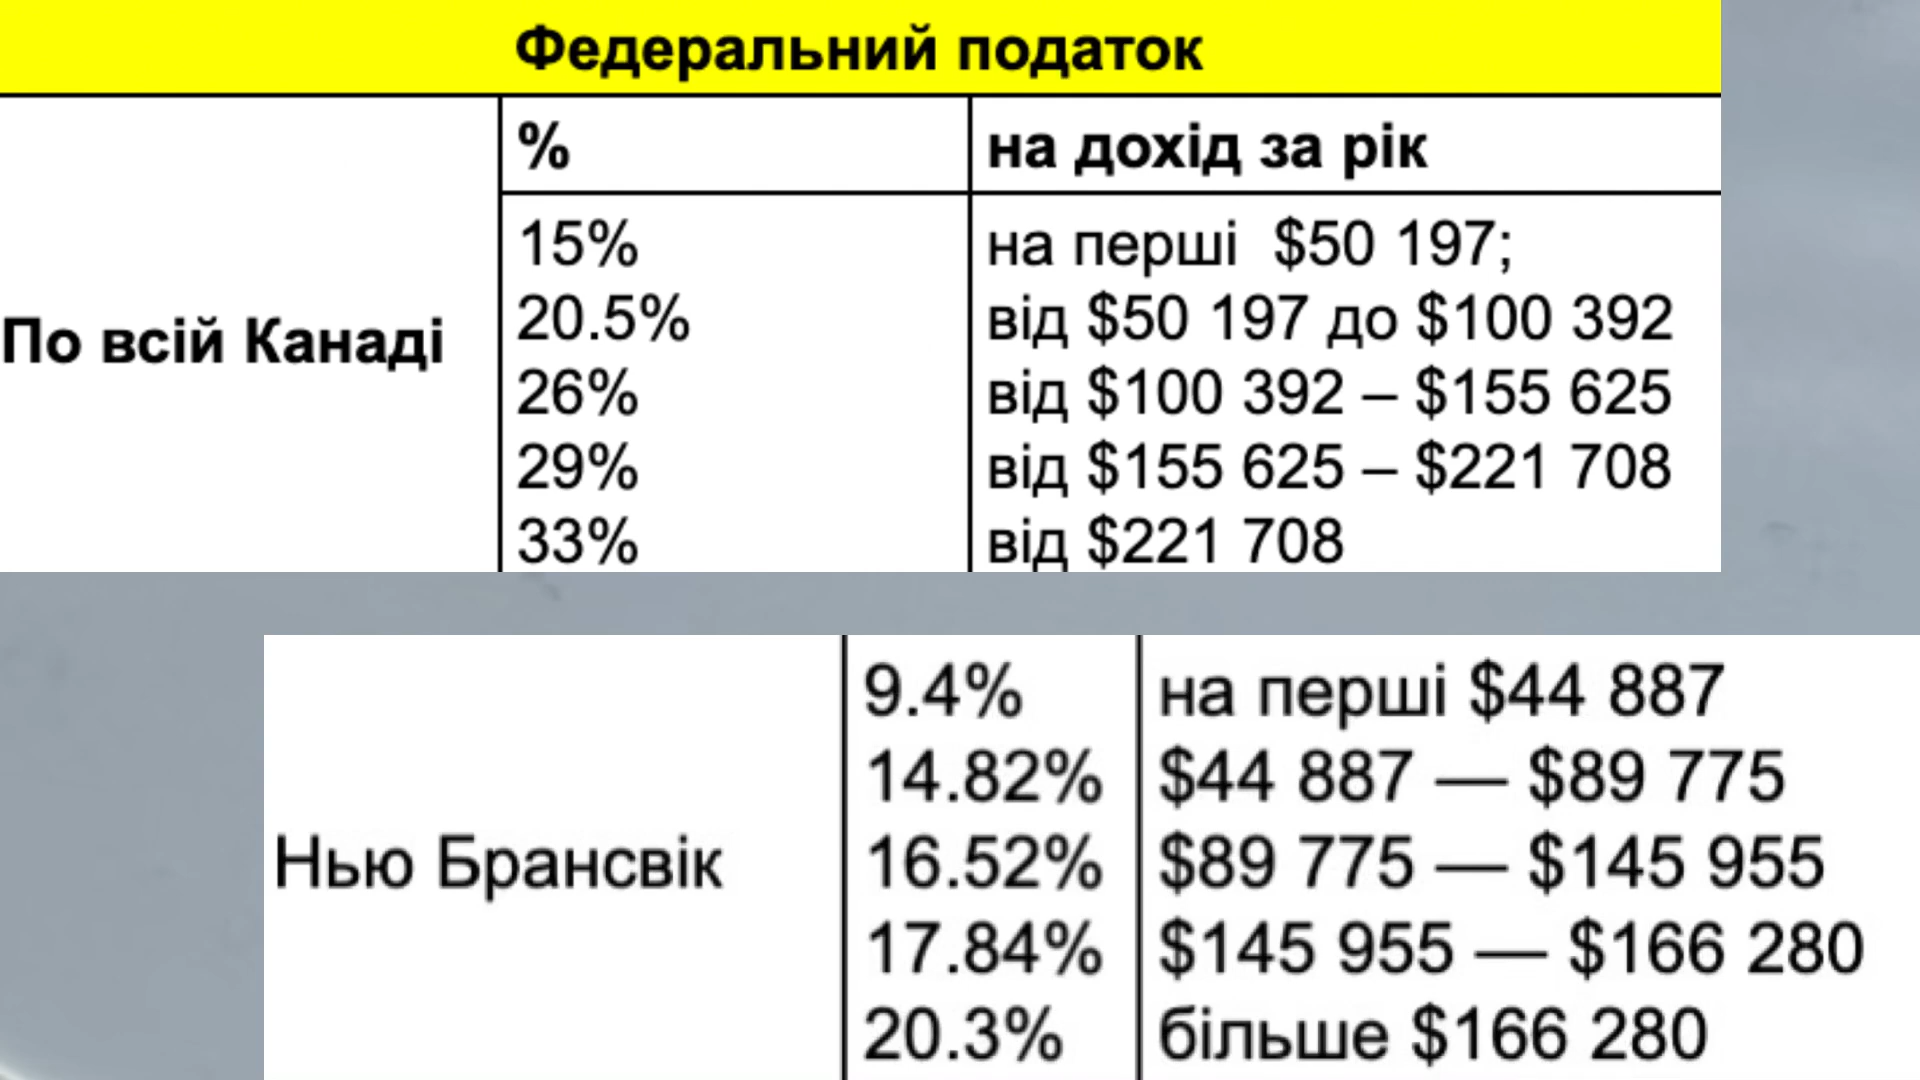 Федеральний податок
% на дохід за рік
По всій Канаді
15% на перші $50 197;
20.5% від $50 197 до $100 392
26% від $100 392 – $155 625
29% від $155 625 – $221 708
33% від $221 708
Нью Брансвік
9.4% на перші $44 887
14.82% $44 887 — $89 775
16.52% $89 775 — $145 955
17.84% $145 955 — $166 280
20.3% більше $166 280